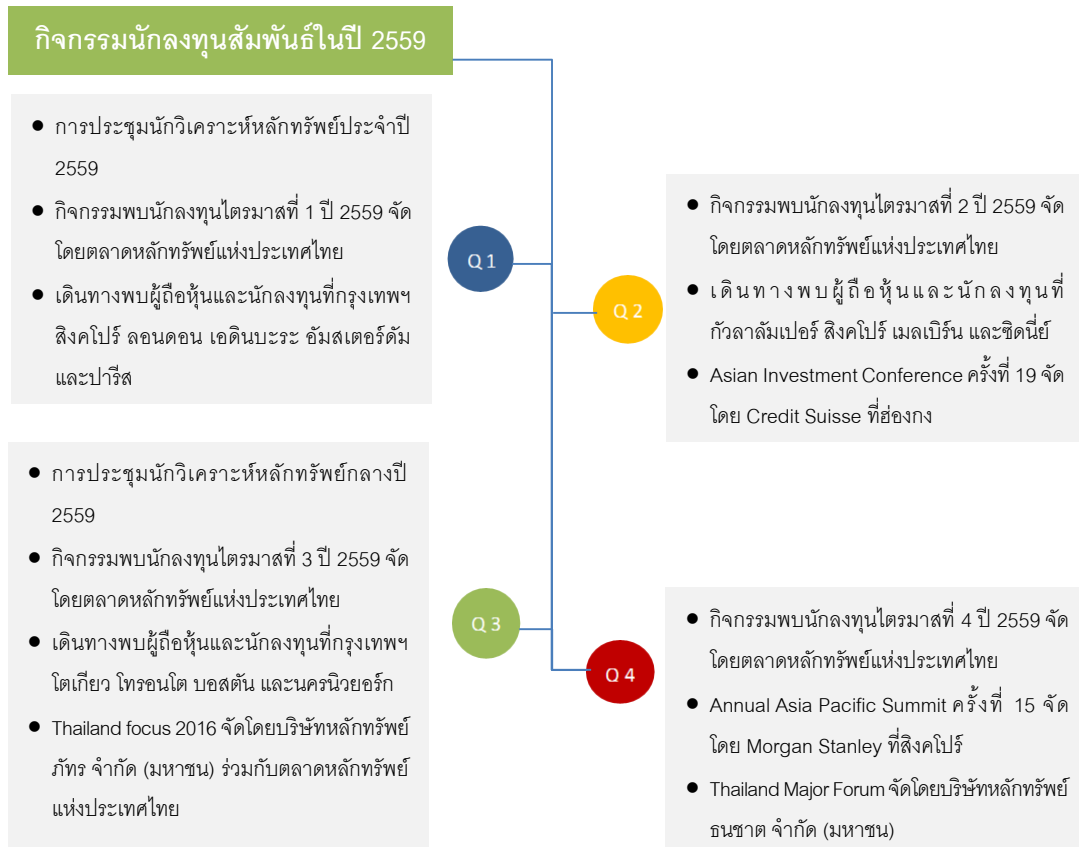 กิจกรรมนักลงทุนสัมพันธ์ในปี 2559
● การประชุมนักวิเคราะห์หลักทรัพย์ประจำปี
2559
● กิจกรรมพบนักลงทุนไตรมาสที่ 1 ปี 2559 จัด
โดยตลาดหลักทรัพย์แห่งประเทศไทย
● เดินทางพบผู้ถือหุ้นและนักลงทุนที่กรุงเทพฯ
สิงคโปร์ ลอนดอน เอดินบะระ อัมสเตอร์ดัม
และปารีส
Q 1
● กิจกรรมพบนักลงทุนไตรมาสที่ 2 ปี 2559 จัด
โดยตลาดหลักทรัพย์แห่งประเทศไทย
● เดินทางพบผู้ถือหุ้นและนักลงทุนที่
กัวลาลัมเปอร์ สิงคโปร์ เมลเบิร์น และซิดนี่ย์
● Asian Investment Conference ครั้งที่ 19 จัด
โดย Credit Suisse ที่ฮ่องกง
Q 2
● การประชุมนักวิเคราะห์หลักทรัพย์กลางปี
2559
● กิจกรรมพบนักลงทุนไตรมาสที่ 3 ปี 2559 จัด
โดยตลาดหลักทรัพย์แห่งประเทศไทย
● เดินทางพบผู้ถือหุ้นและนักลงทุนที่กรุงเทพฯ
โตเกียว โทรอนโต บอสตัน และนครนิวยอร์ก
● Thailand focus 2016 จัดโดยบริษัทหลักทรัพย์
ภัทร จำกัด (มหาชน) ร่วมกับตลาดหลักทรัพย์
แห่งประเทศไทย
Q 3
● กิจกรรมพบนักลงทุนไตรมาสที่ 4 ปี 2559 จัด
โดยตลาดหลักทรัพย์แห่งประเทศไทย
● Annual Asia Pacific Summit ครั้งที่ 15 จัด
โดย Morgan Stanley ที่สิงคโปร์
● Thailand Major Forum จัดโดยบริษัทหลักทรัพย์
ธนชาต จำกัด (มหาชน)
Q 4